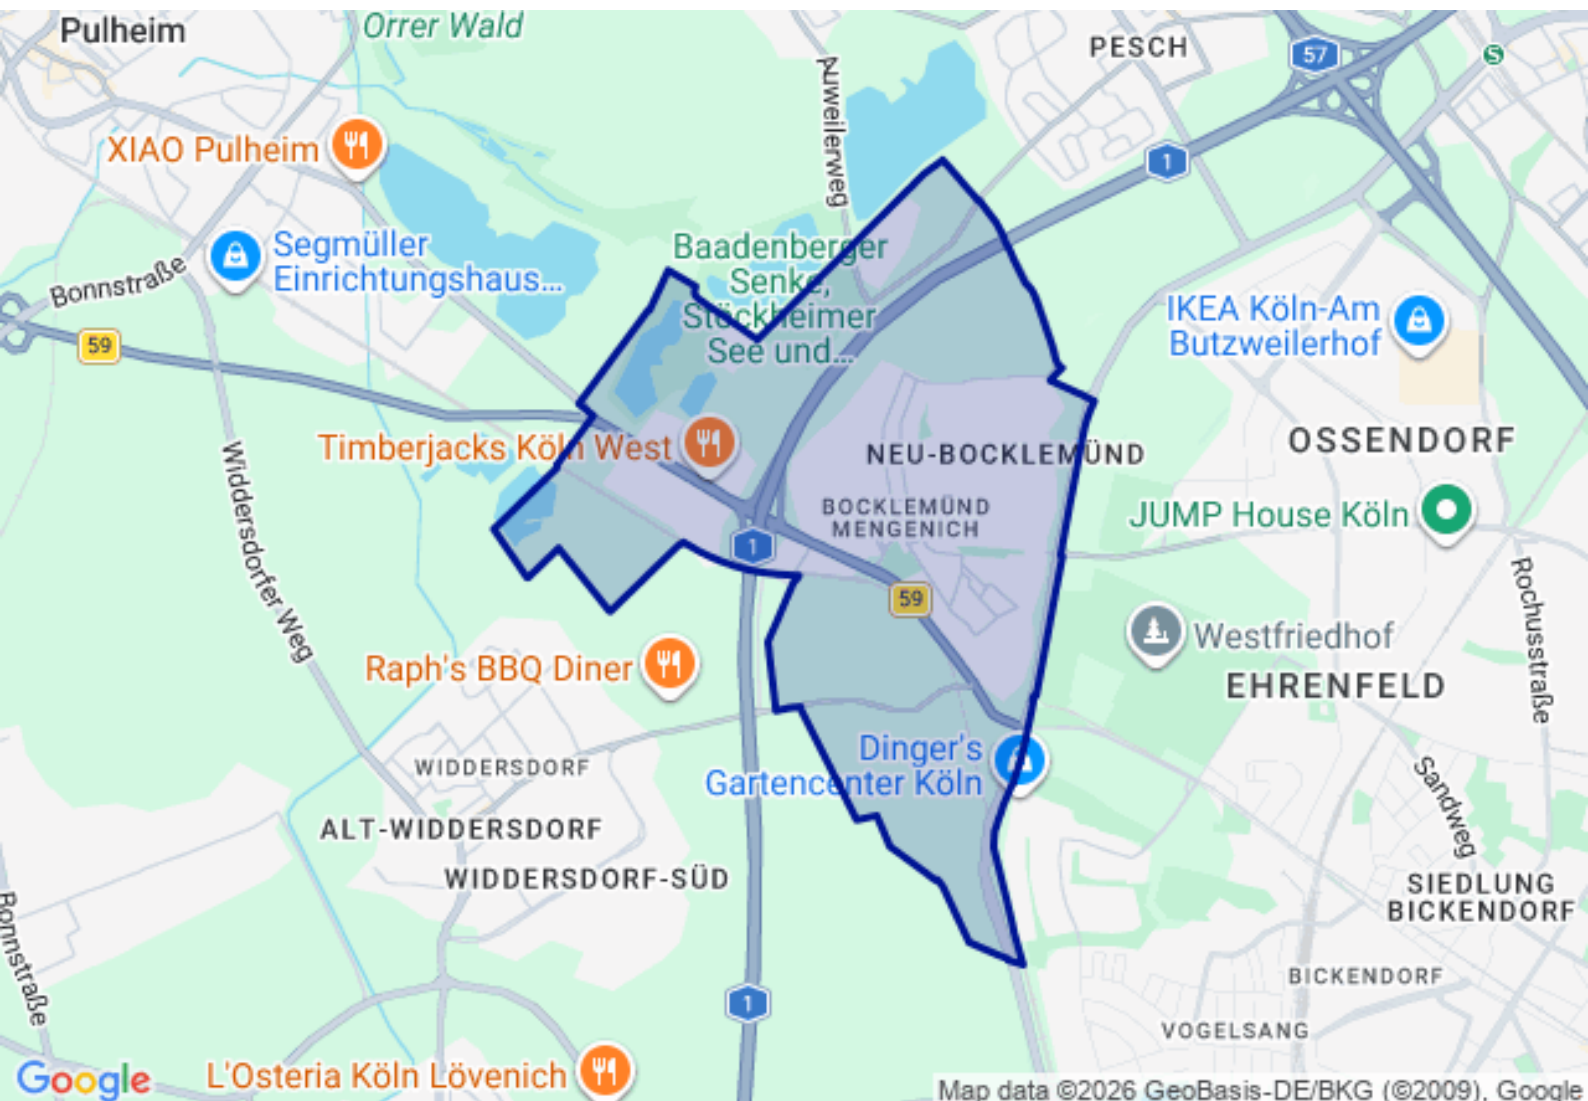 Pulheim
Orrer Wald
PESCH
57
S
Auweilerweg
XIAO Pulheim
1
Segmüller
Einrichtungshaus...
Bonnstraße
Baadenberger
Senke,
Stöckheimer
See und...
IKEA Köln-Am
Butzweilerhof
59
Timberjacks Köln West
NEU-BOCKLEMÜND
OSSENDORF
BOCKLEMÜND
MENGENICH
JUMP House Köln
Widdersdorfer Weg
1
59
Rochusstraße
Westfriedhof
Raph's BBQ Diner
EHRENFELD
Dinger's
Gartencenter Köln
WIDDERSDORF
Sandweg
ALT-WIDDERSDORF
WIDDERSDORF-SÜD
SIEDLUNG
BICKENDORF
Bonnstraße
BICKENDORF
1
VOGELSANG
Google
L'Osteria Köln Lövenich
Map data ©2026 GeoBasis-DE/BKG (©2009), Google